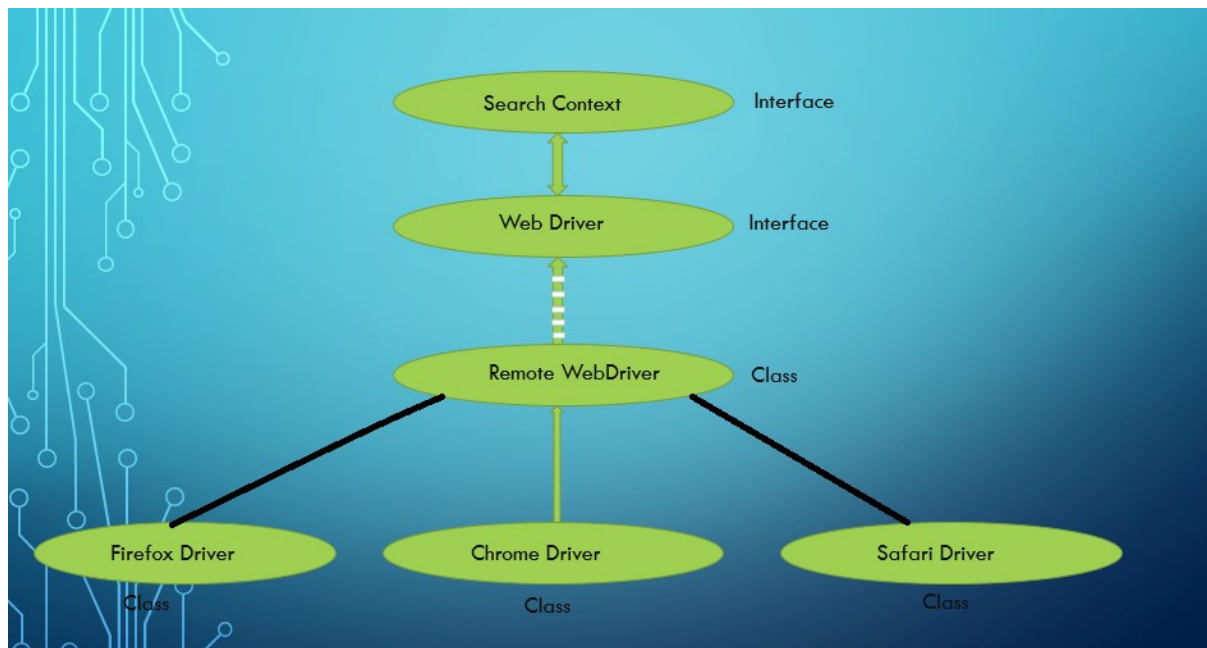 Search Context
Interface
Web Driver
Interface
Remote WebDriver
Class
Firefox Driver
Chrome Driver
Safari Driver
Class
Class
Class